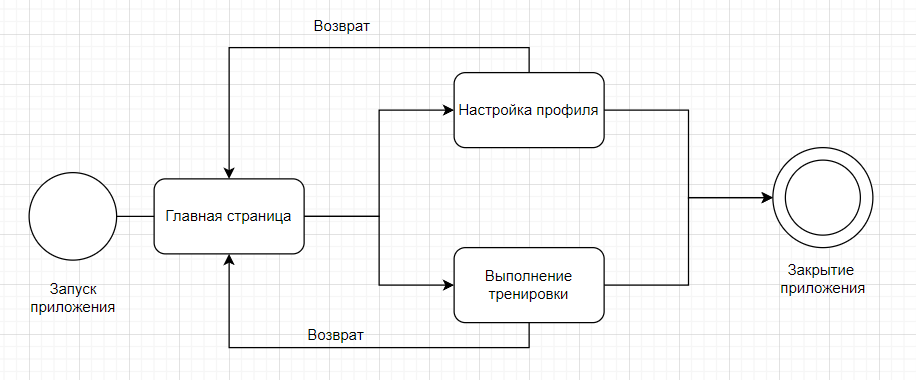 Возврат
Настройка профиля
Главная страница
Запуск
приложения
Выполнение
тренировки
Закрытие
приложения
Возврат